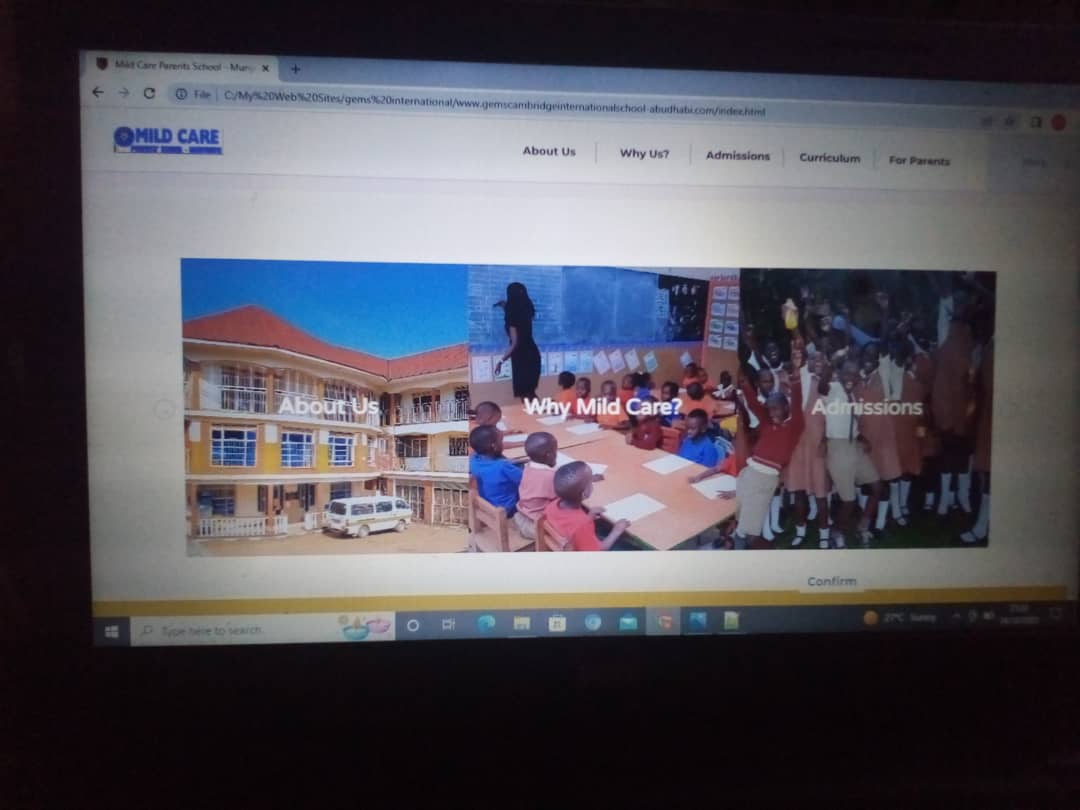 Mild Care Parents School - Muny
File
C:/My%20Web%20Sites/gems%20international/www.gemscambridgeinternationalschool-abudhabi.com/index.html
MILD CARE
About Us
Why Us?
Admissions
Curriculum
For Parents
About Us
Why Mild Care?
Admissions
Confirm
Type here to search
27°C Sunny